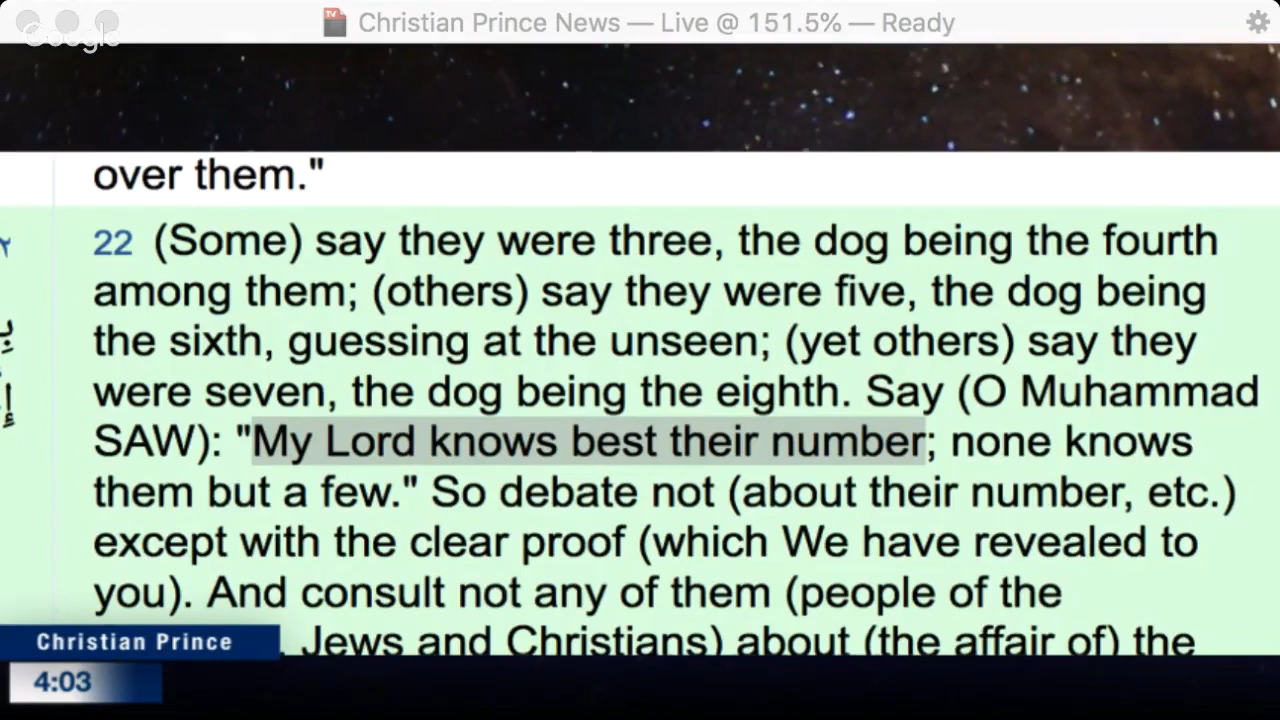 Christian Prince News — Live @ 151.5% — Ready
Google
over them."
22 (Some) say they were three, the dog being the fourth
among them; (others) say they were five, the dog being
the sixth, guessing at the unseen; (yet others) say they
were seven, the dog being the eighth. Say (O Muhammad
SAW): "My Lord knows best their number; none knows
them but a few." So debate not (about their number, etc.)
except with the clear proof (which We have revealed to
you). And consult not any of them (people of the
Jews and Christians) about (the affair of) the
Christian Prince
4:03